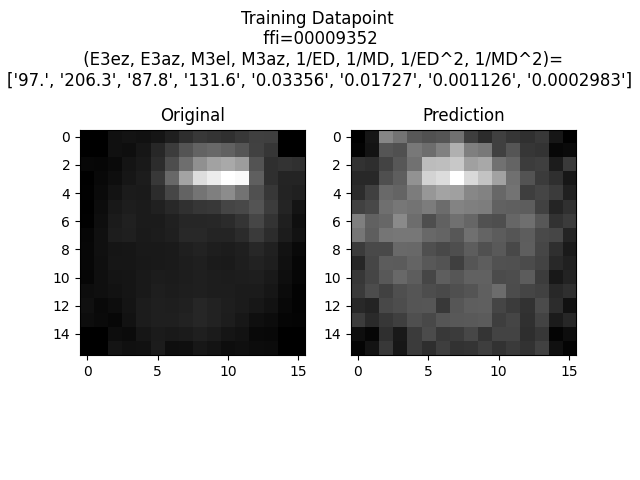 Training Datapoint
ffi=00009352
(E3ez, E3az, M3el, M3az, 1/ED, 1/MD, 1/ED^2, 1/MD^2)=
['97.', '206.3', '87.8', '131.6', '0.03356', '0.01727', '0.001126', '0.0002983']
Original Prediction
0 0
2 2
4 4
6 6
8 8
10 10
12 12
14 14
0 5 10 15 0 5 10 15